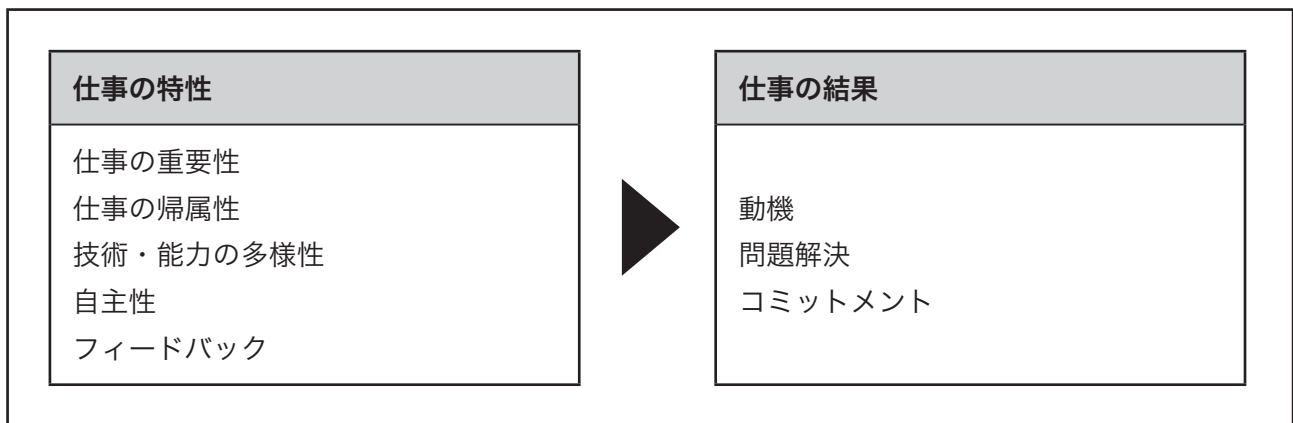 仕事の特性
仕事の重要性
仕事の帰属性
技術・能力の多様性
自主性
フィードバック
仕事の結果
動機
問題解決
コミットメント